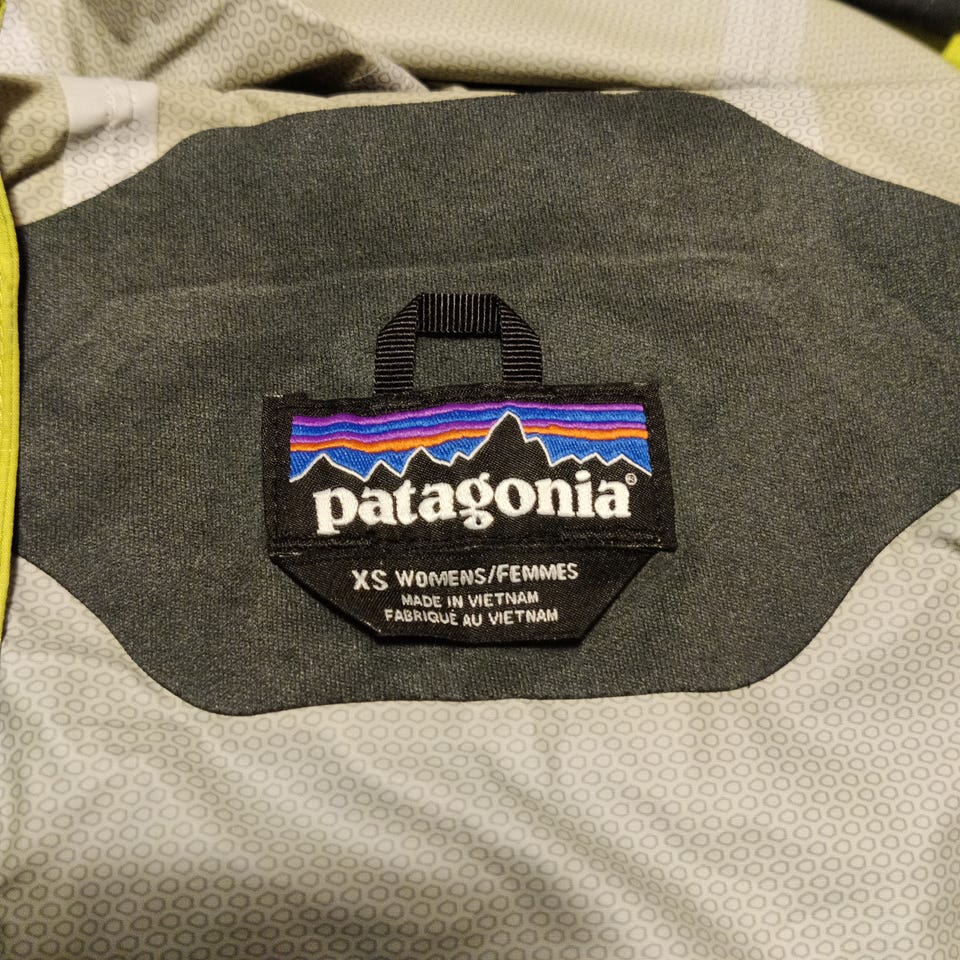 patagonia®
XS WOMENS/FEMMES
MADE IN VIETNAM
FABRIQUÉ AU VIETNAM